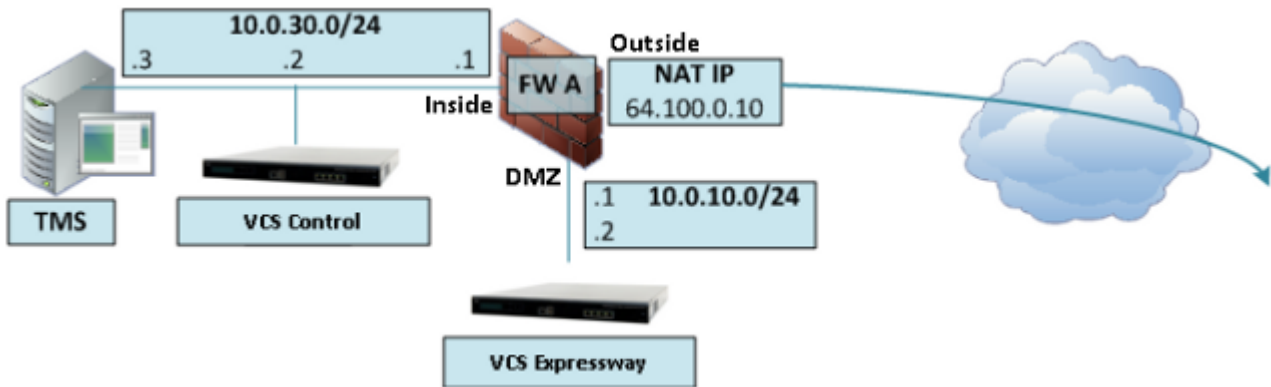 10.0.30.0/24
.3 .2 .1
Outside
FW A
NAT IP
64.100.0.10
Inside
DMZ
.1 10.0.10.0/24
.2
TMS
VCS Control
VCS Expressway